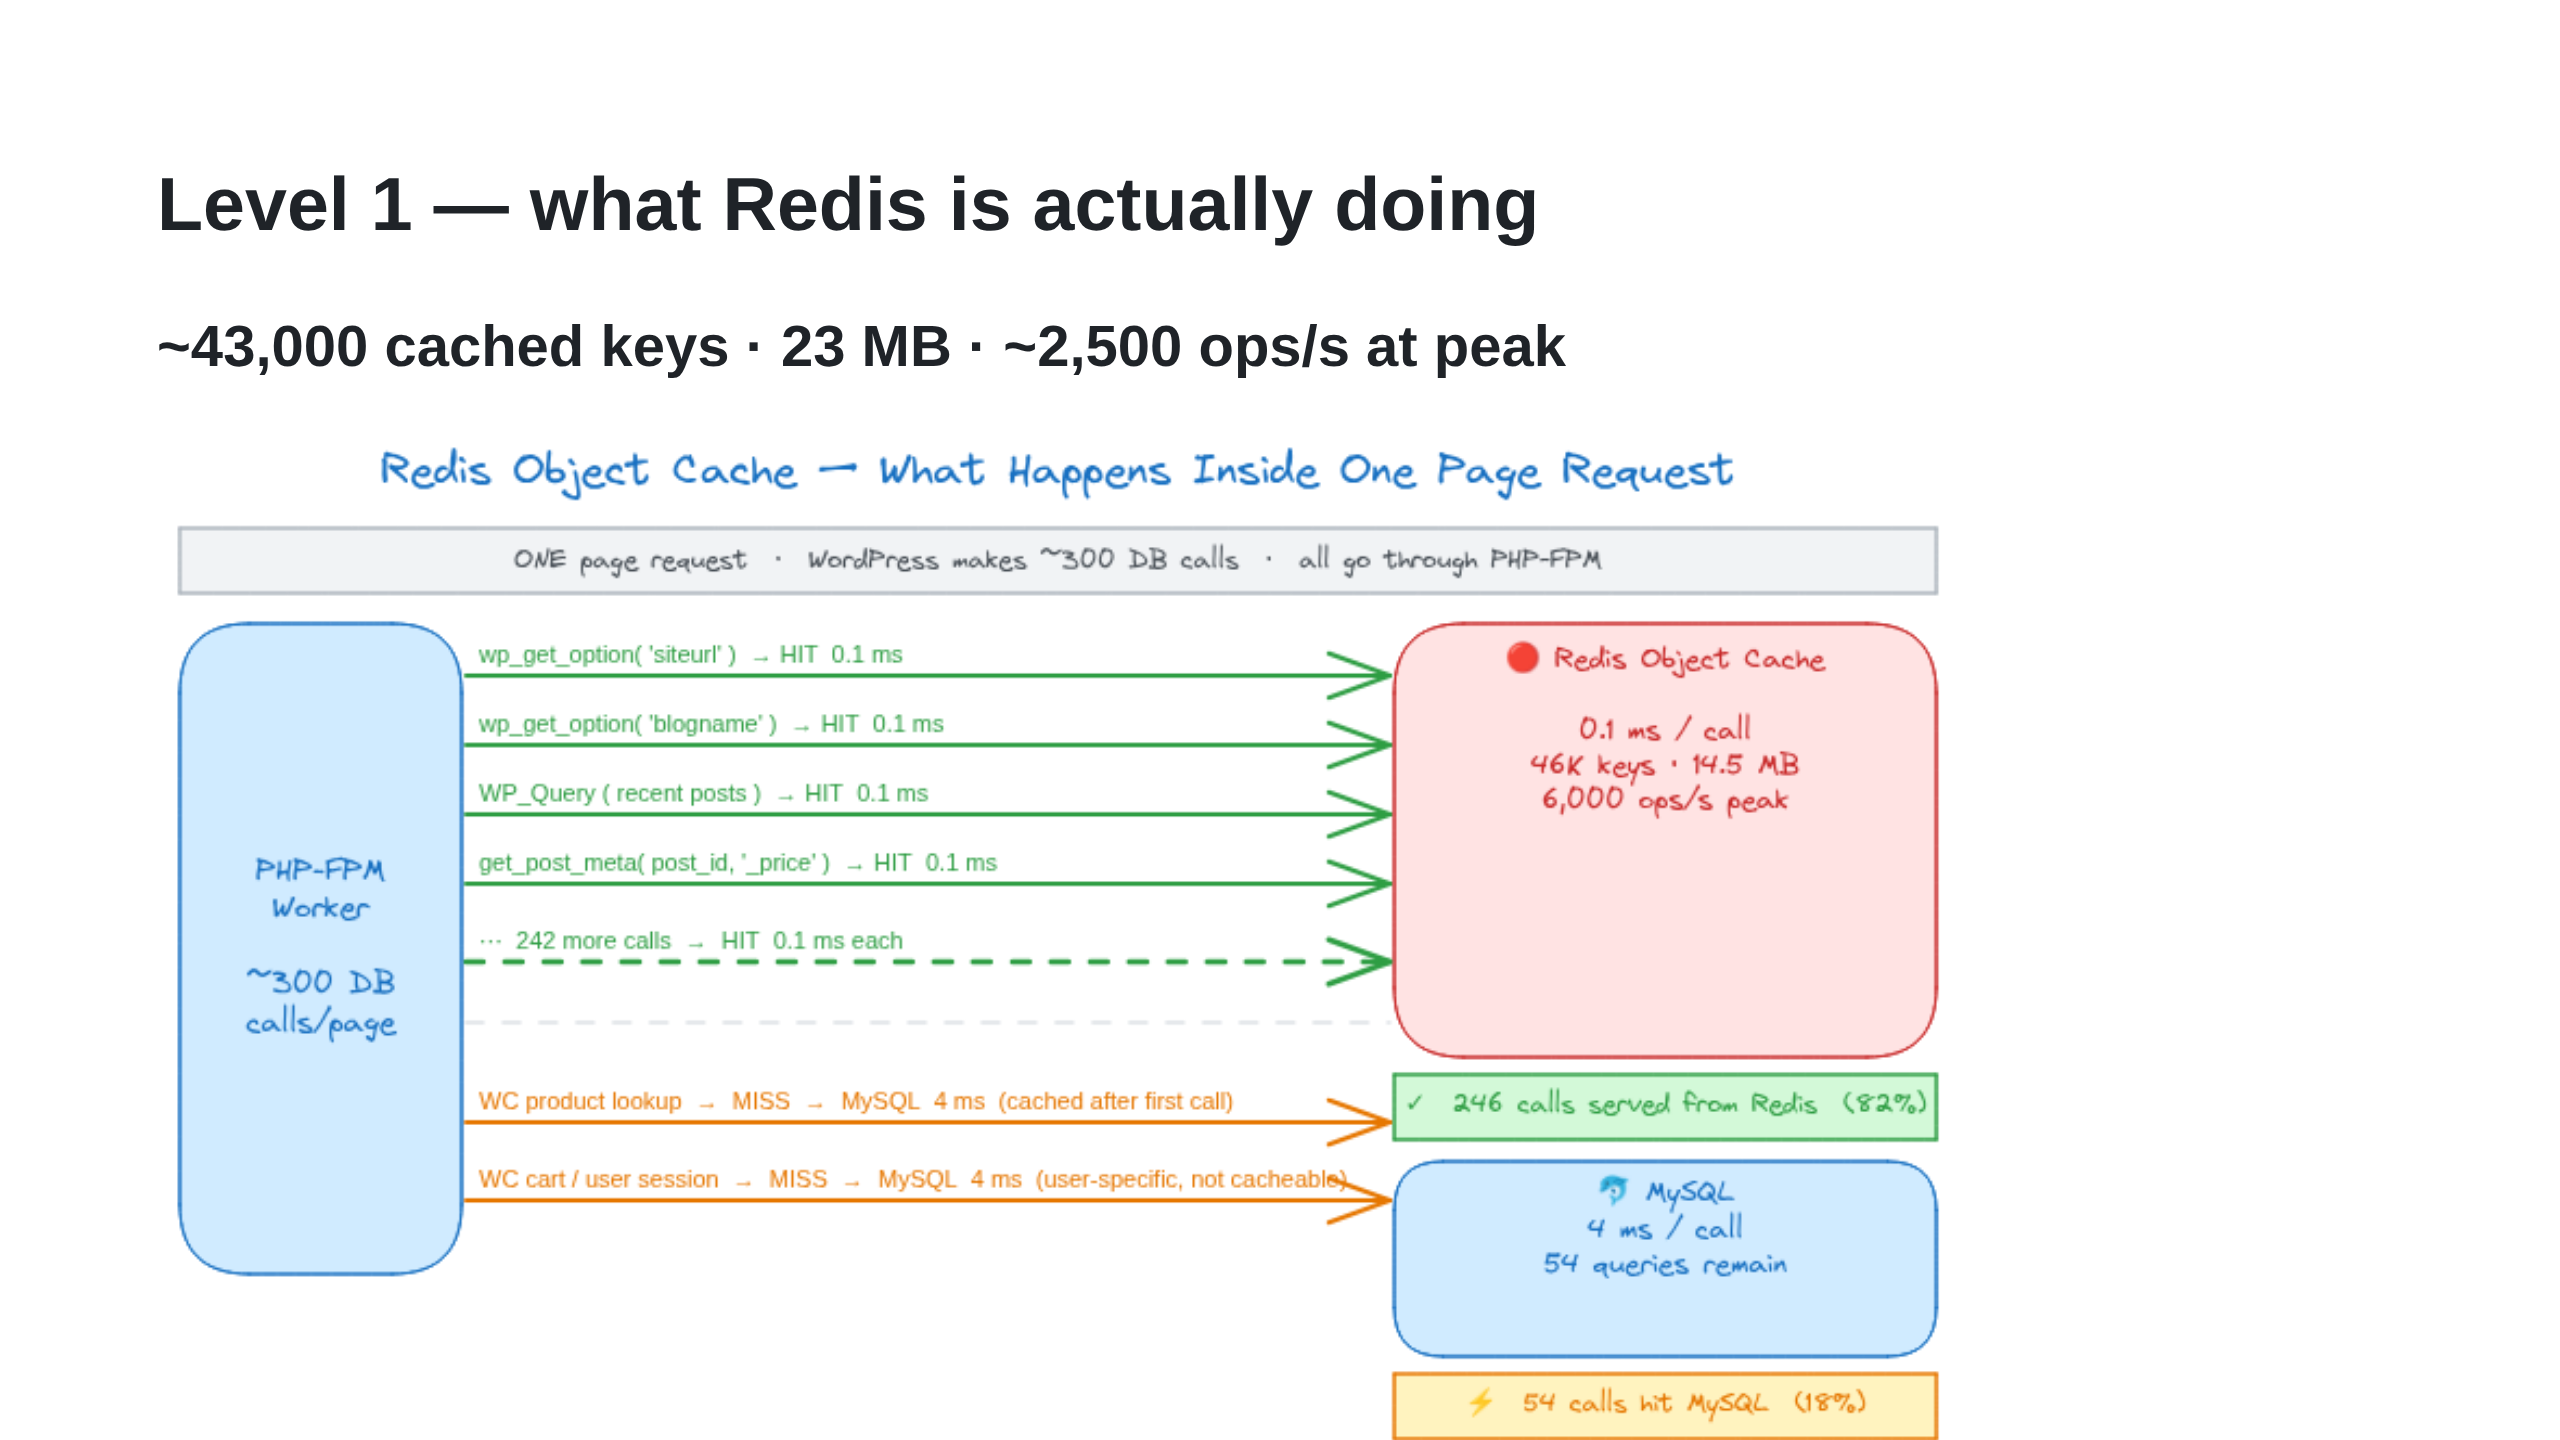 Level 1 — what Redis is actually doing
~43,000 cached keys · 23 MB · ~2,500 ops/s at peak
Redis Object Cache — What Happens Inside One Page Request
ONE page request · WordPress makes ~300 DB calls · all go through PHP-FPM
PHP-FPM
Worker
~300 DB
calls/page
wp_get_option( 'siteurl' ) → HIT 0.1 ms
wp_get_option( 'blogname' ) → HIT 0.1 ms
WP_Query ( recent posts ) → HIT 0.1 ms
get_post_meta( post_id, '_price' ) → HIT 0.1 ms
··· 242 more calls → HIT 0.1 ms each
WC product lookup → MISS → MySQL 4 ms (cached after first call)
WC cart / user session → MISS → MySQL 4 ms (user-specific, not cacheable)
🔴 Redis Object Cache
0.1 ms / call
46K keys · 14.5 MB
6,000 ops/s peak
✓ 246 calls served from Redis (82%)
🐬 MySQL
4 ms / call
54 queries remain
⚡ 54 calls hit MySQL (18%)